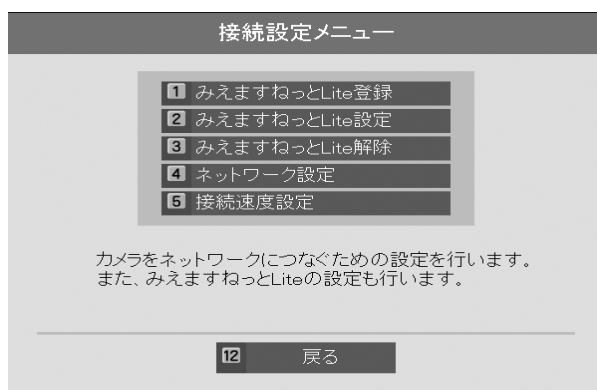 接続設定メニュー
1 みえますねっとLite登録
2 みえますねっとLite設定
3 みえますねっとLite解除
4 ネットワーク設定
5 接続速度設定
カメラをネットワークにつなぐための設定を行います。
また、みえますねっとLiteの設定も行います。
12 戻る